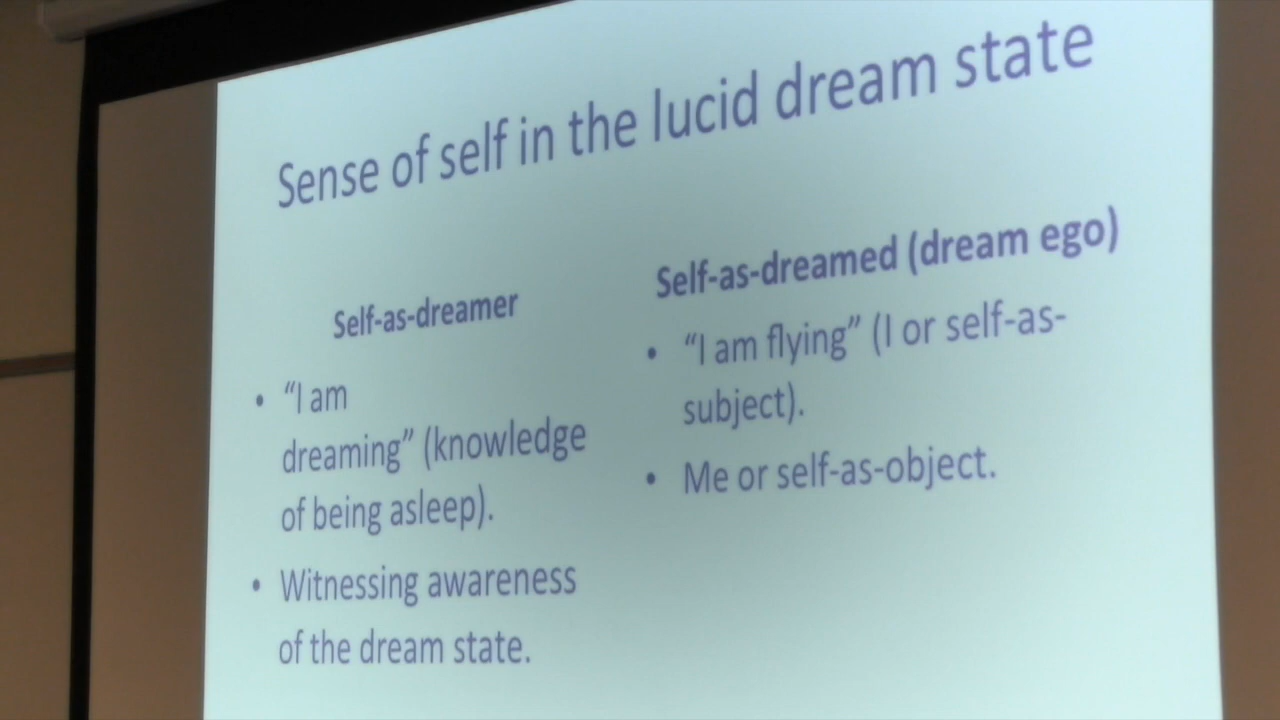 Sense of self in the lucid dream state
Self-as-dreamer
• “I am
dreaming” (knowledge
of being asleep).
• Witnessing awareness
of the dream state.
Self-as-dreamed (dream ego)
• “I am flying” (I or self-as-
subject).
• Me or self-as-object.